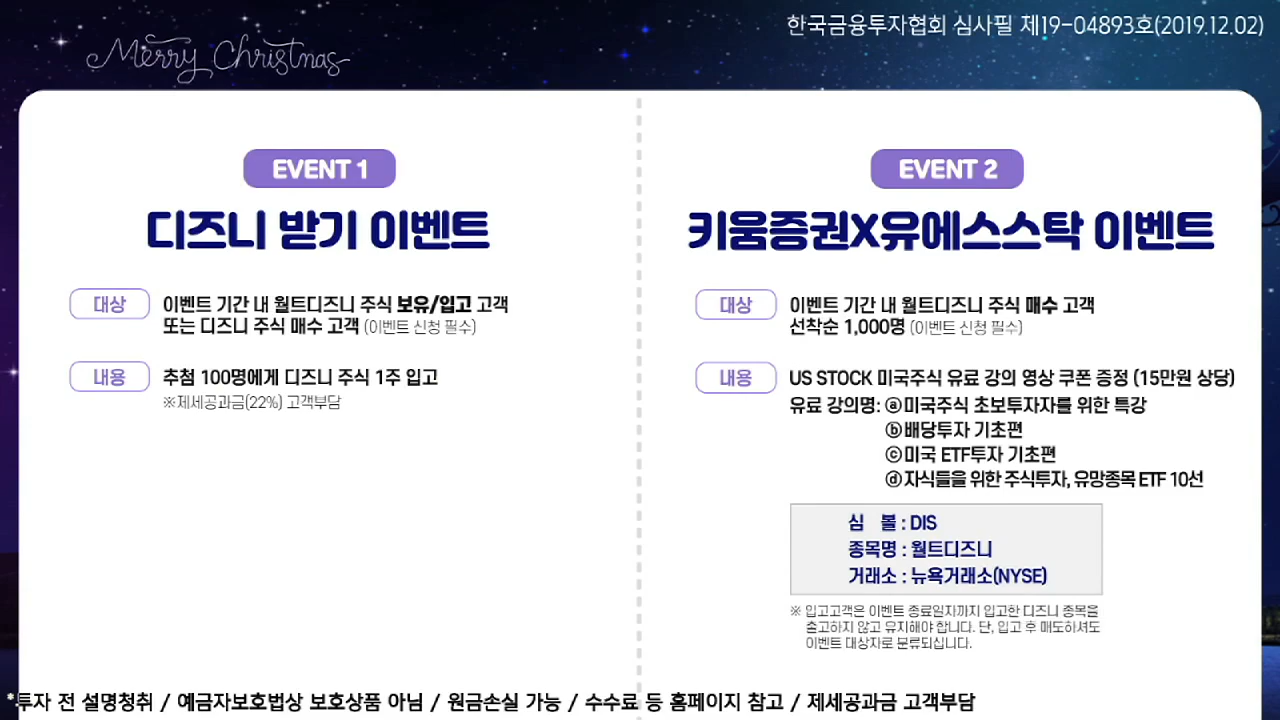 한국금융투자협회 심사필 제19-04893호(2019.12.02)
Merry Christmas
EVENT 1
디즈니 받기 이벤트
대상
이벤트 기간 내 월트디즈니 주식 보유/입고 고객
또는 디즈니 주식 매수 고객 (이벤트 신청 필수)
내용
추첨 100명에게 디즈니 주식 1주 입고
※제세공과금(22%) 고객부담
EVENT 2
키움증권X유에스스탁 이벤트
대상
이벤트 기간 내 월트디즈니 주식 매수 고객
선착순 1,000명 (이벤트 신청 필수)
내용
US STOCK 미국주식 유료 강의 영상 쿠폰 증정 (15만원 상당)
유료 강의명: ⓐ미국주식 초보투자자를 위한 특강
ⓑ배당투자 기초편
ⓒ미국 ETF투자 기초편
ⓓ자식들을 위한 주식투자, 유망종목 ETF 10선
심 볼 : DIS
종목명 : 월트디즈니
거래소 : 뉴욕거래소(NYSE)
※ 입고고객은 이벤트 종료일자까지 입고한 디즈니 종목을
출고하지 않고 유지해야 합니다. 단, 입고 후 매도하셔도
이벤트 대상자로 분류되십니다.
*투자 전 설명청취 / 예금자보호법상 보호상품 아님 / 원금손실 가능 / 수수료 등 홈페이지 참고 / 제세공과금 고객부담